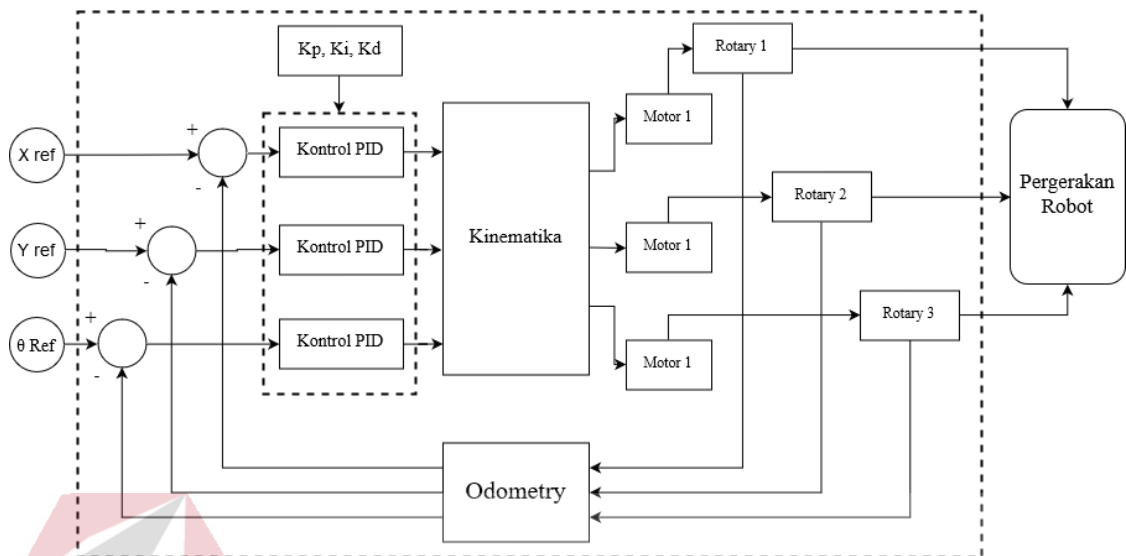 Kp, Ki, Kd
Rotary 1
Motor 1
X ref
+
-
Kontrol PID
Kinematika
Pergerakan
Robot
Rotary 2
Y ref
+
-
Kontrol PID
Motor 1
Rotary 3
θ Ref
+
-
Kontrol PID
Motor 1
Odometry